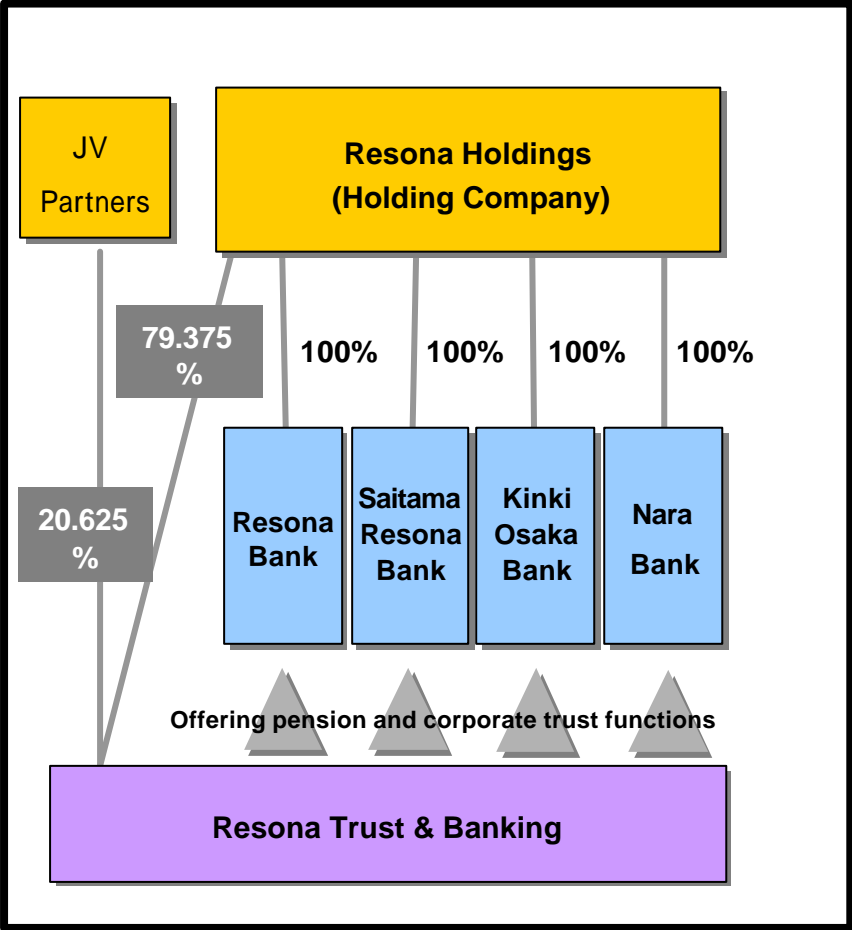 JV
Partners
Resona Holdings
(Holding Company)
79.375
%
100%
100%
100%
100%
20.625
%
Resona
Bank
Saitama
Resona
Bank
Kinki
Osaka
Bank
Nara
Bank
Offering pension and corporate trust functions
Resona Trust & Banking